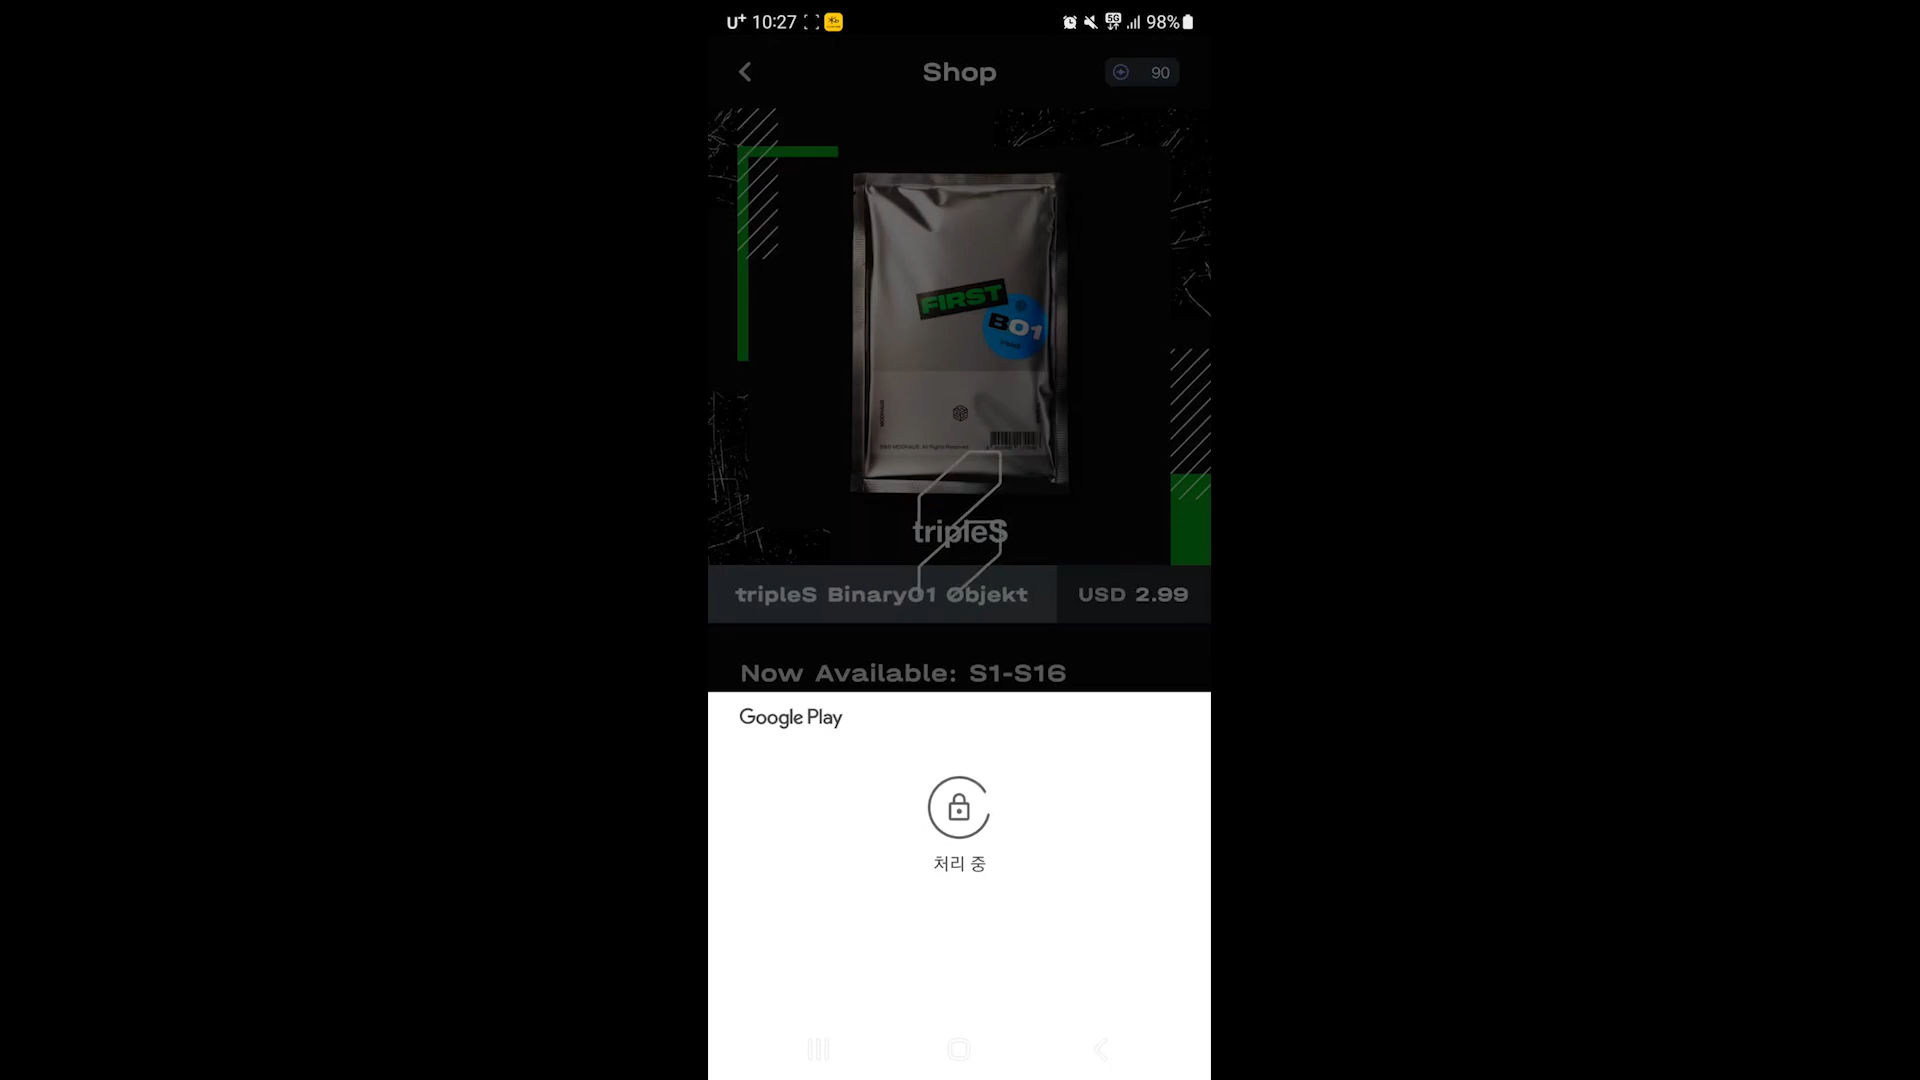 U+ 10:27
5G 98%
Shop
90
FIRST
B01
tripleS
tripleS Binary01 Objekt
USD 2.99
Now Available: S1-S16
Google Play
처리 중